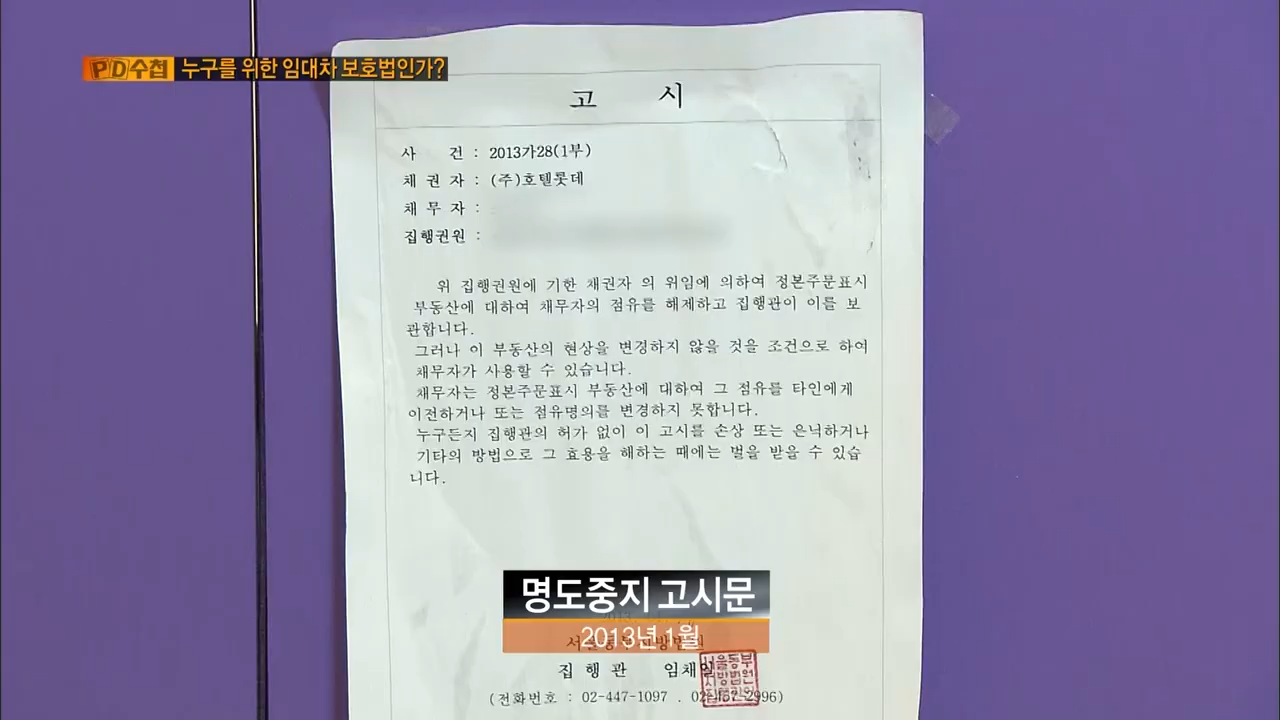 PD수첩 누구를 위한 임대차 보호법인가?
고 시
사 건 : 2013가28(1부)
채 권 자 : (주)호텔롯데
채 무 자 :
집행권원 :
위 집행권원에 기한 채권자 의 위임에 의하여 정본주문표시
부동산에 대하여 채무자의 점유를 해제하고 집행관이 이를 보
관합니다.
그러나 이 부동산의 현상을 변경하지 않을 것을 조건으로 하여
채무자가 사용할 수 있습니다.
채무자는 정본주문표시 부동산에 대하여 그 점유를 타인에게
이전하거나 또는 점유명의를 변경하지 못합니다.
누구든지 집행관의 허가 없이 이 고시를 손상 또는 은닉하거나
기타의 방법으로 그 효용을 해하는 때에는 벌을 받을 수 있습
니다.
명도중지 고시문
2013년 1월
서울동부지방법원
집 행 관 임채
(전화번호 : 02-447-1097 . 02-457-2996)